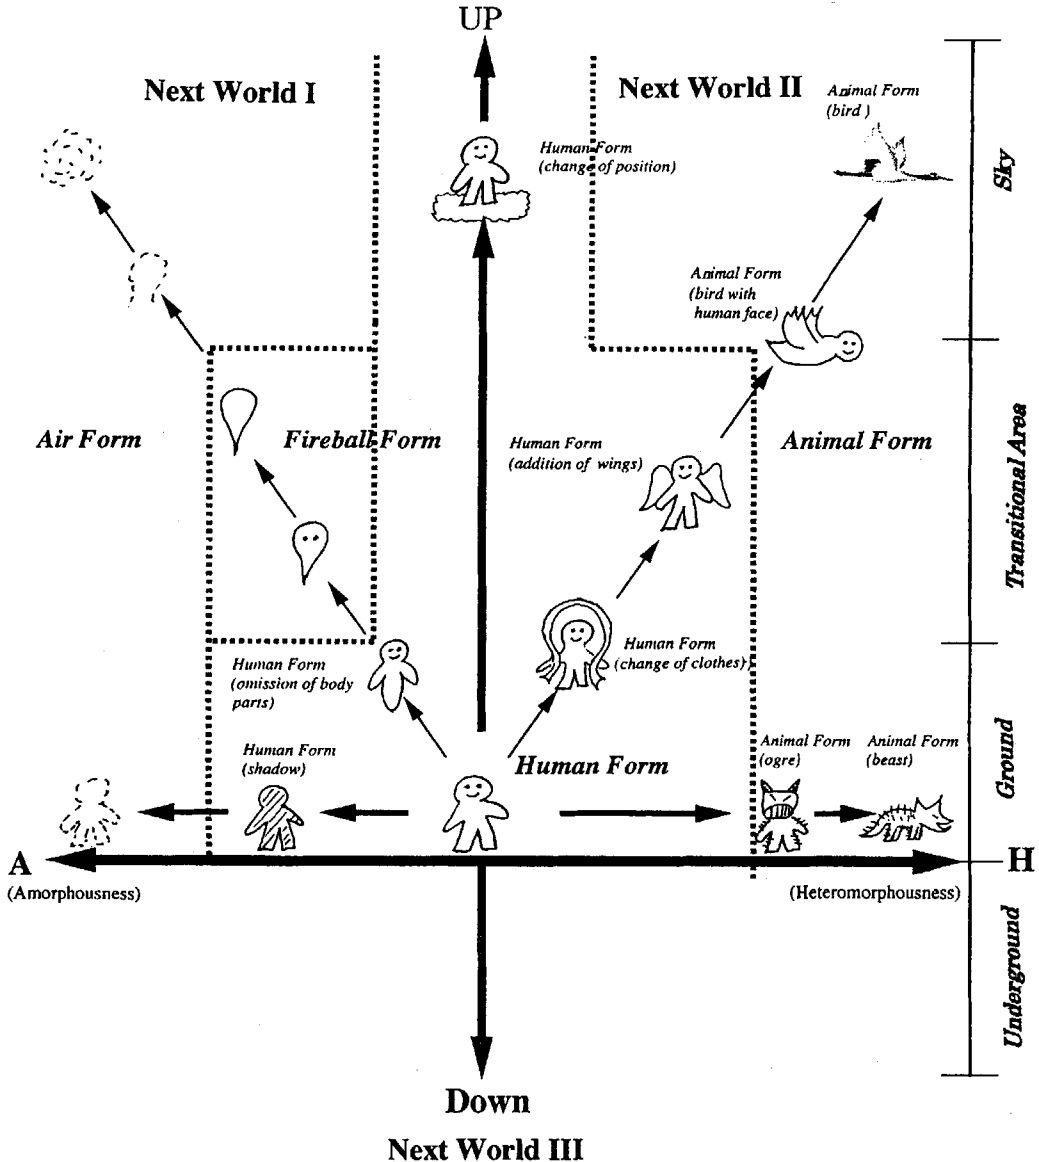 UP
Next World I
Next World II
Animal Form
(bird )
Human Form
(change of position)
Sky
Animal Form
(bird with
human face)
Air Form
Fireball Form
Human Form
(addition of wings)
Animal Form
Transitional Area
Human Form
(omission of body
parts)
Human Form
(change of clothes)
Human Form
(shadow)
Human Form
Animal Form
(ogre)
Animal Form
(beast)
Ground
A
H
(Amorphousness)
(Heteromorphousness)
Underground
Down
Next World III